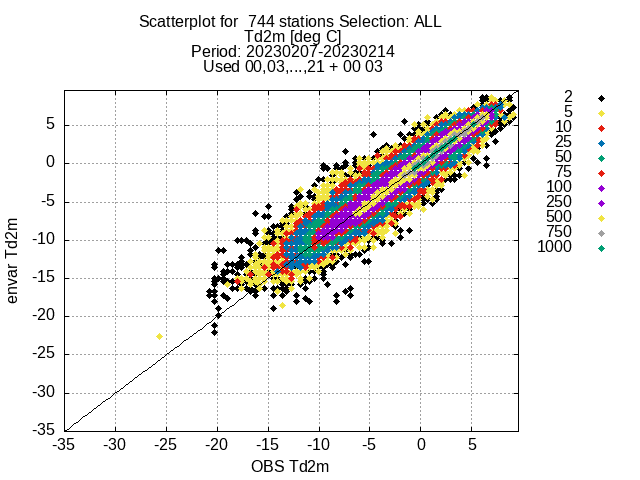 Scatterplot for  744 stations Selection: ALL
Td2m [deg C]
Period: 20230207-20230214
Used 00,03,...,21 + 00 03
2
5
10
25
50
75
100
250
500
750
1000
5
0
-5
-10
-15
-20
-25
-30
-35
envar Td2m
-35 -30 -25 -20 -15 -10 -5 0 5
OBS Td2m